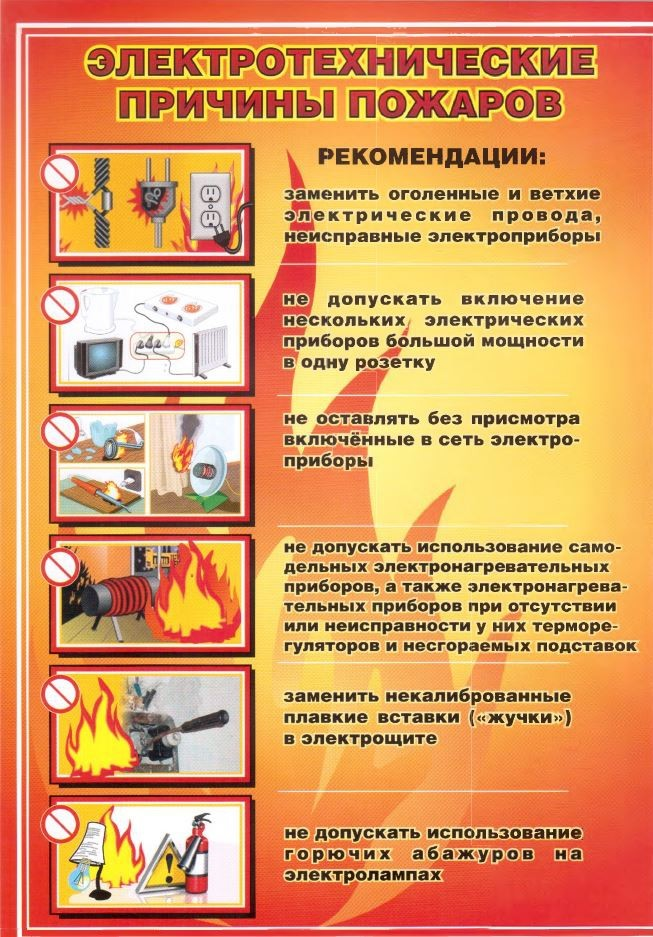 ЭЛЕКТРОТЕХНИЧЕСКИЕ
ПРИЧИНЫ ПОЖАРОВ
РЕКОМЕНДАЦИИ:
заменить оголенные и ветхие
электрические провода,
неисправные электроприборы
не допускать включение
нескольких электрических
приборов большой мощности
в одну розетку
не оставлять без присмотра
включённые в сеть электро-
приборы
не допускать использование само-
дельных электронагревательных
приборов, а также электронагрева-
тельных приборов при отсутствии
или неисправности у них терморе-
гуляторов и несгораемых подставок
заменить некалиброванные
плавкие вставки («жучки»)
в электрощите
не допускать использование
горючих абажуров на
электролампах